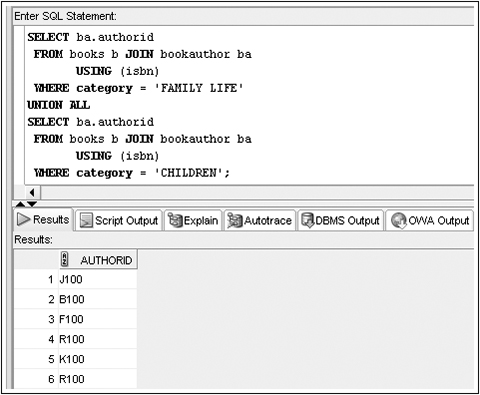 Enter SQL Statement:
SELECT ba.authorid
FROM books b JOIN bookauthor ba
USING (isbn)
WHERE category = 'FAMILY LIFE'
UNION ALL
SELECT ba.authorid
FROM books b JOIN bookauthor ba
USING (isbn)
WHERE category = 'CHILDREN';
Results Script Output Explain Autotrace DBMS Output OWA Output
Results:
AUTHORID
1 J100
2 B100
3 F100
4 R100
5 K100
6 R100